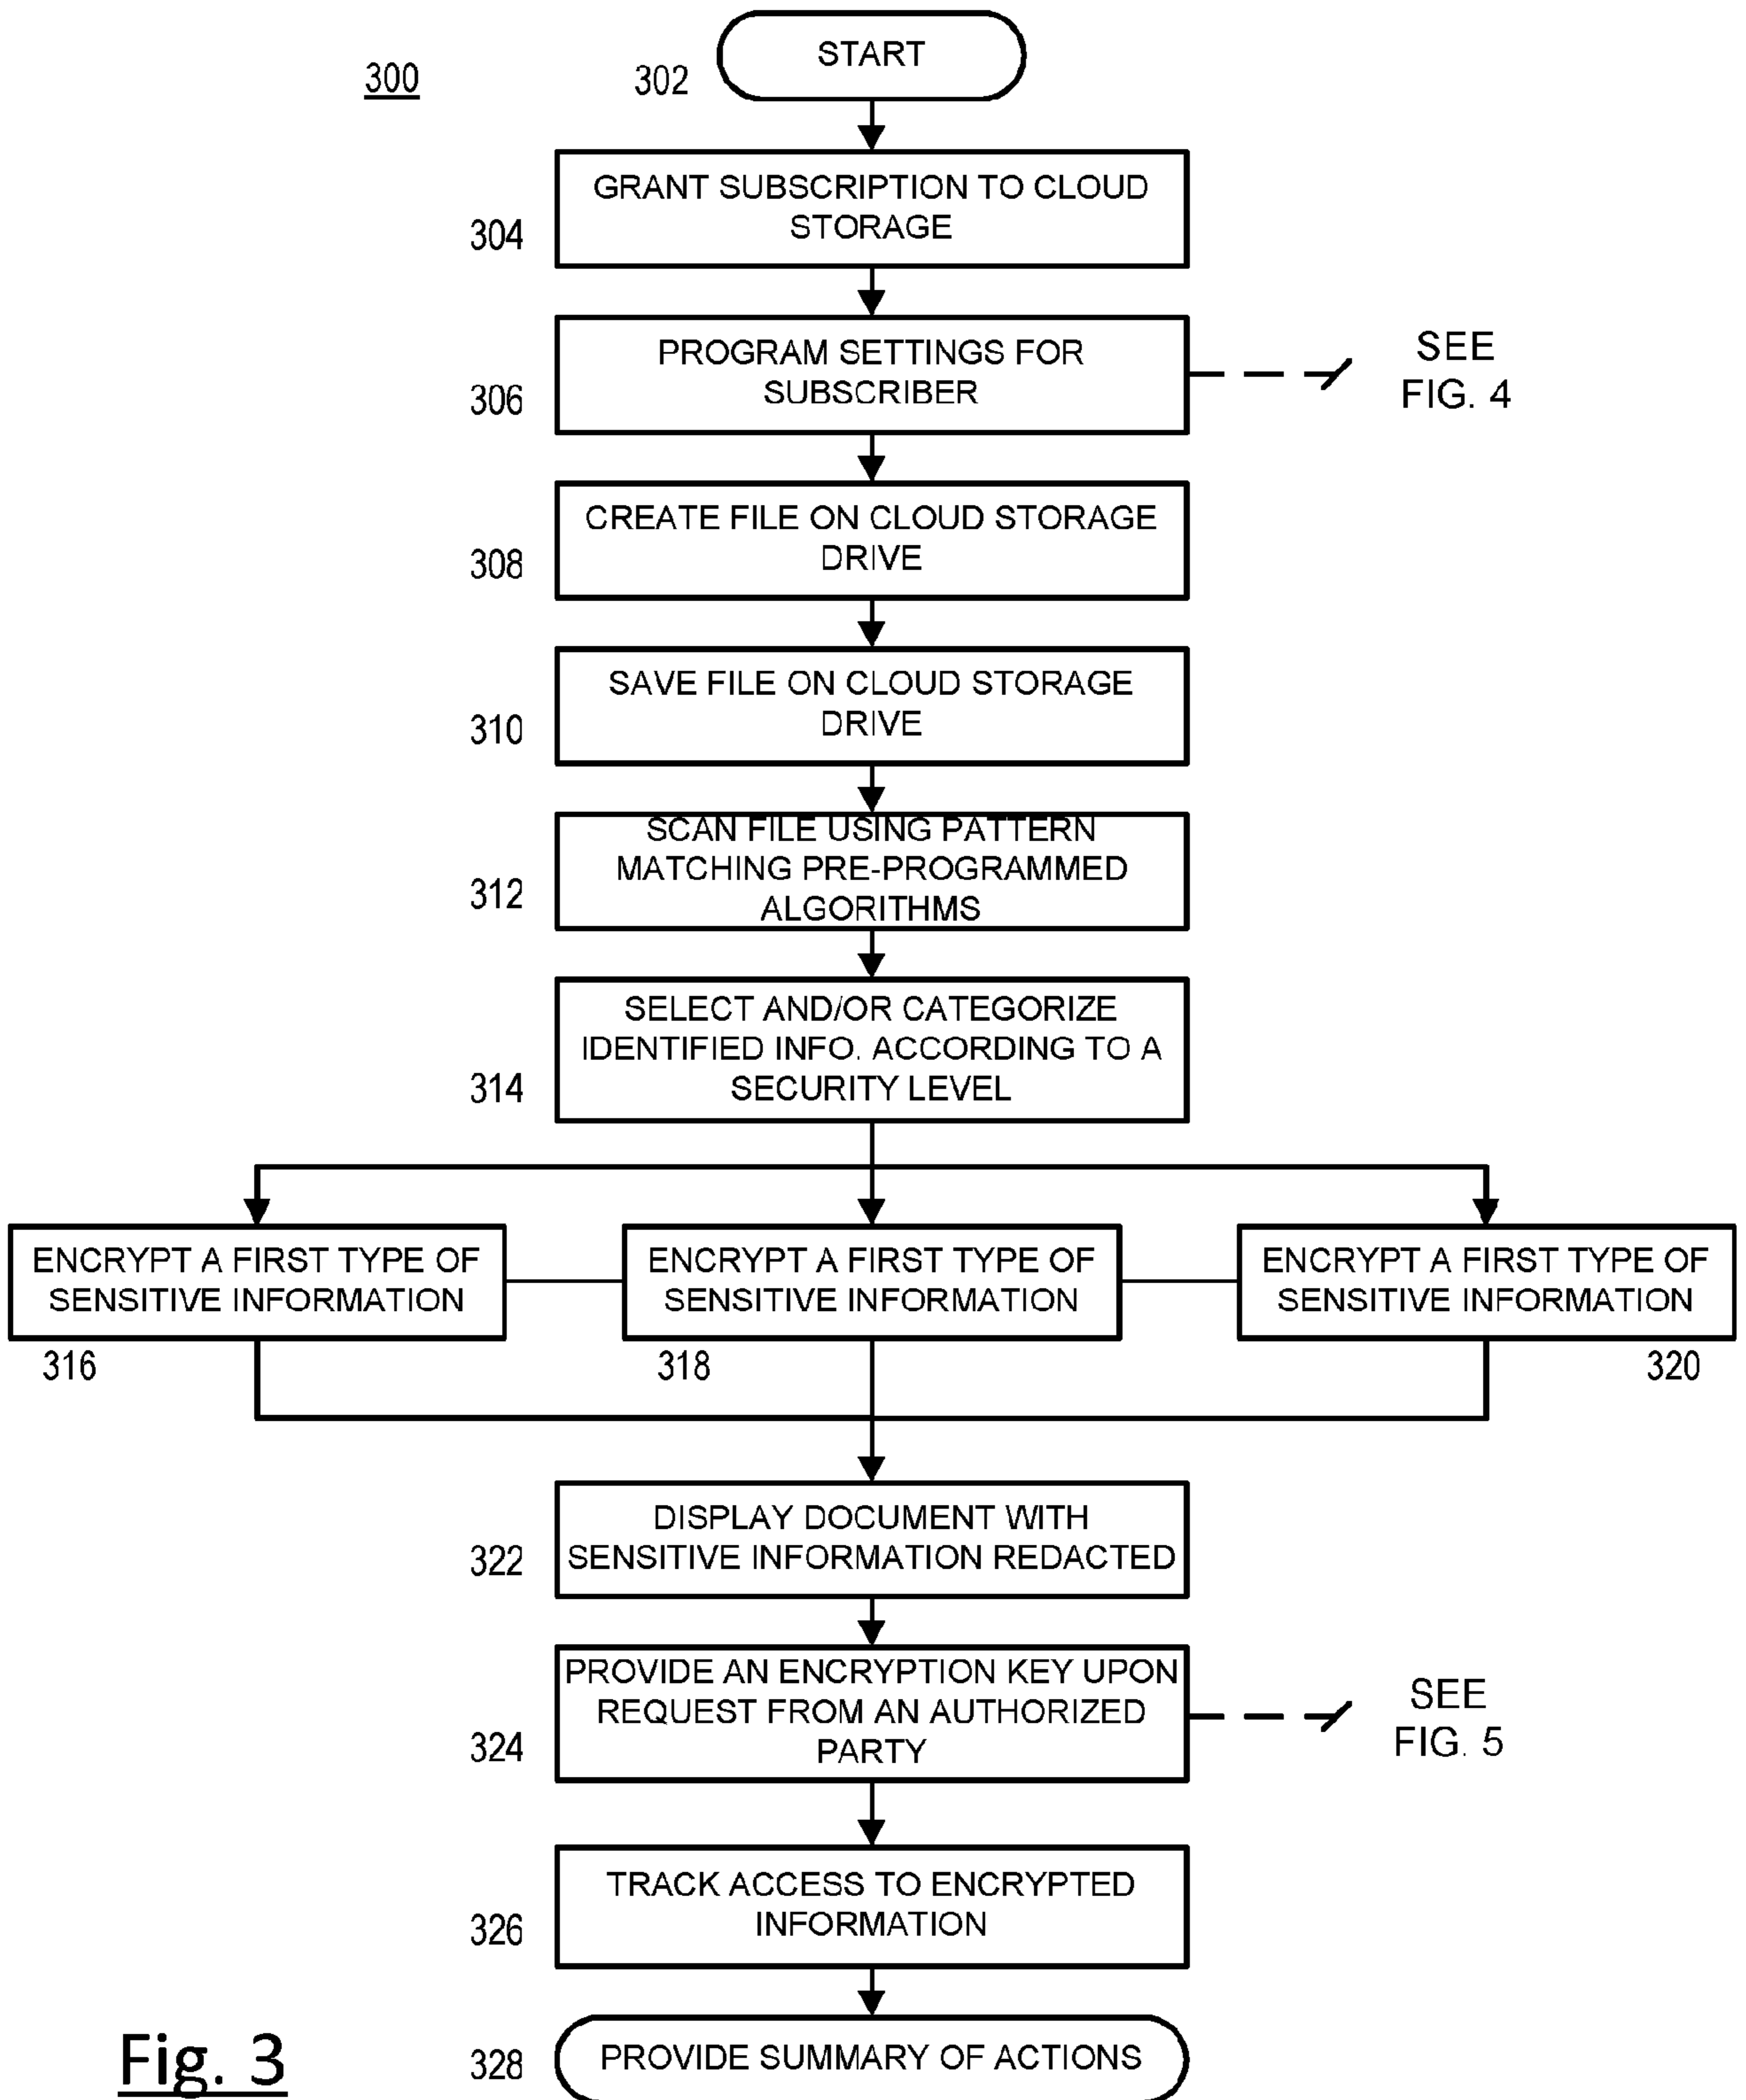 300
302
START
304
GRANT SUBSCRIPTION TO CLOUD
STORAGE
306
PROGRAM SETTINGS FOR
SUBSCRIBER
SEE
FIG. 4
308
CREATE FILE ON CLOUD STORAGE
DRIVE
310
SAVE FILE ON CLOUD STORAGE
DRIVE
312
SCAN FILE USING PATTERN
MATCHING PRE-PROGRAMMED
ALGORITHMS
314
SELECT AND/OR CATEGORIZE
IDENTIFIED INFO. ACCORDING TO A
SECURITY LEVEL
ENCRYPT A FIRST TYPE OF
SENSITIVE INFORMATION
316
ENCRYPT A FIRST TYPE OF
SENSITIVE INFORMATION
318
ENCRYPT A FIRST TYPE OF
SENSITIVE INFORMATION
320
322
DISPLAY DOCUMENT WITH
SENSITIVE INFORMATION REDACTED
324
PROVIDE AN ENCRYPTION KEY UPON
REQUEST FROM AN AUTHORIZED
PARTY
SEE
FIG. 5
326
TRACK ACCESS TO ENCRYPTED
INFORMATION
328
PROVIDE SUMMARY OF ACTIONS
Fig. 3